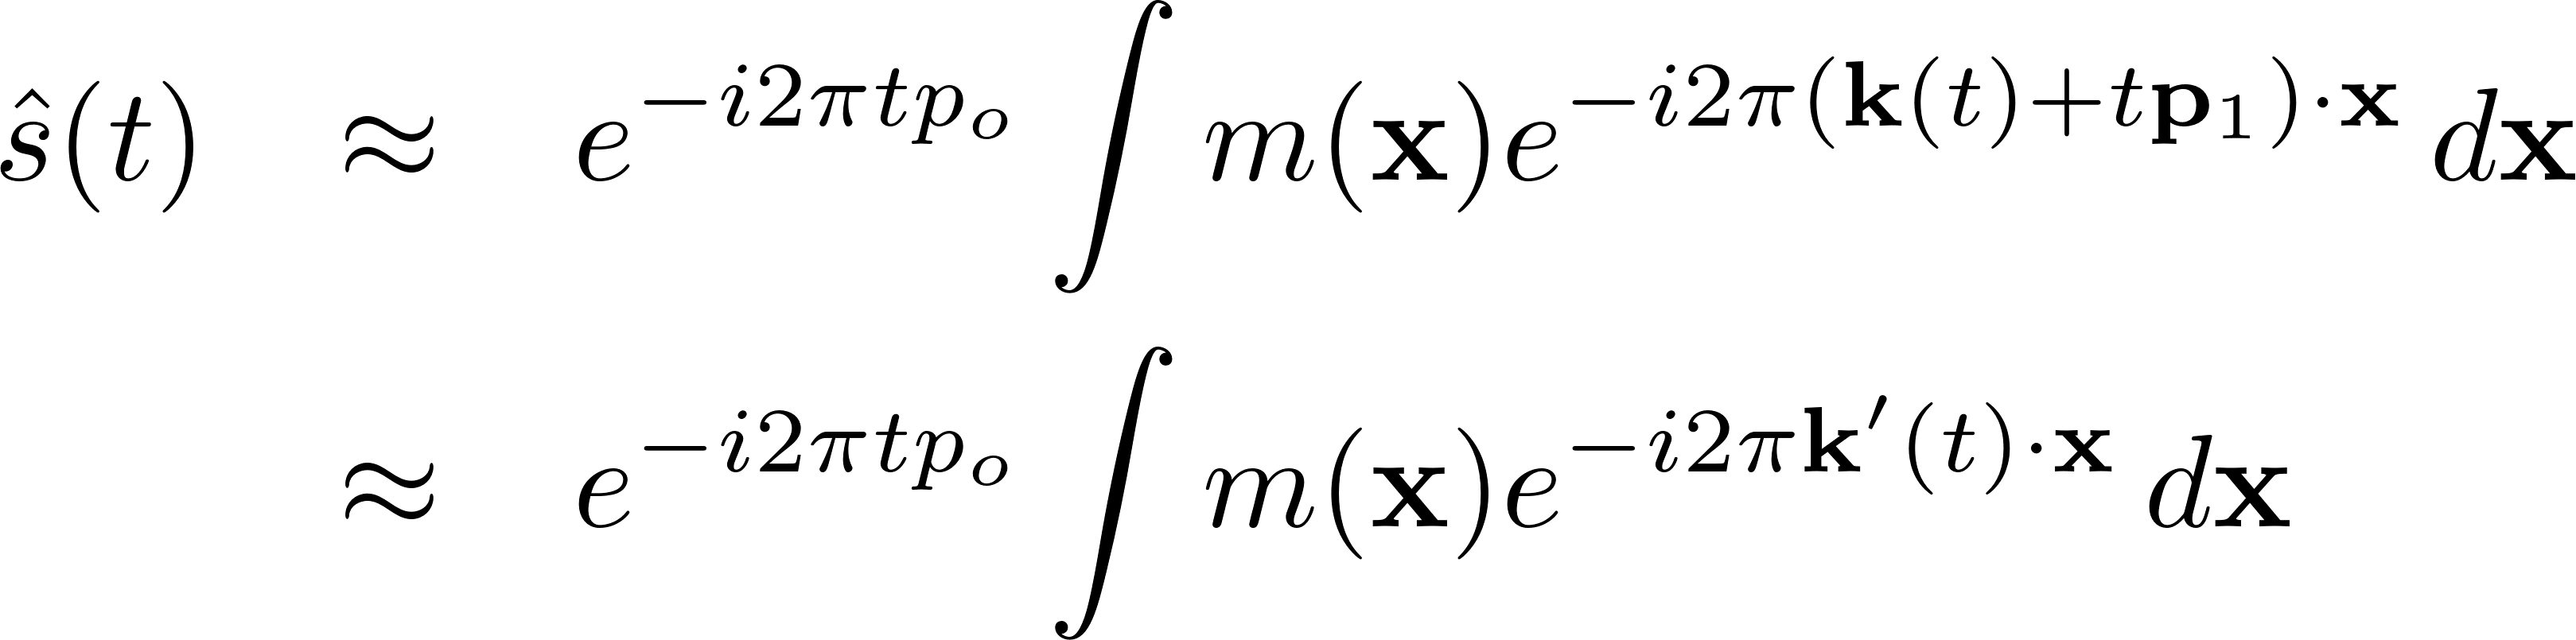 ŝ(t) ≈ e^{-i2πtp_o} ∫ m(𝐱)e^{-i2π(𝐤(t)+t𝐩_1)·𝐱} d𝐱
≈ e^{-i2πtp_o} ∫ m(𝐱)e^{-i2π𝐤′(t)·𝐱} d𝐱